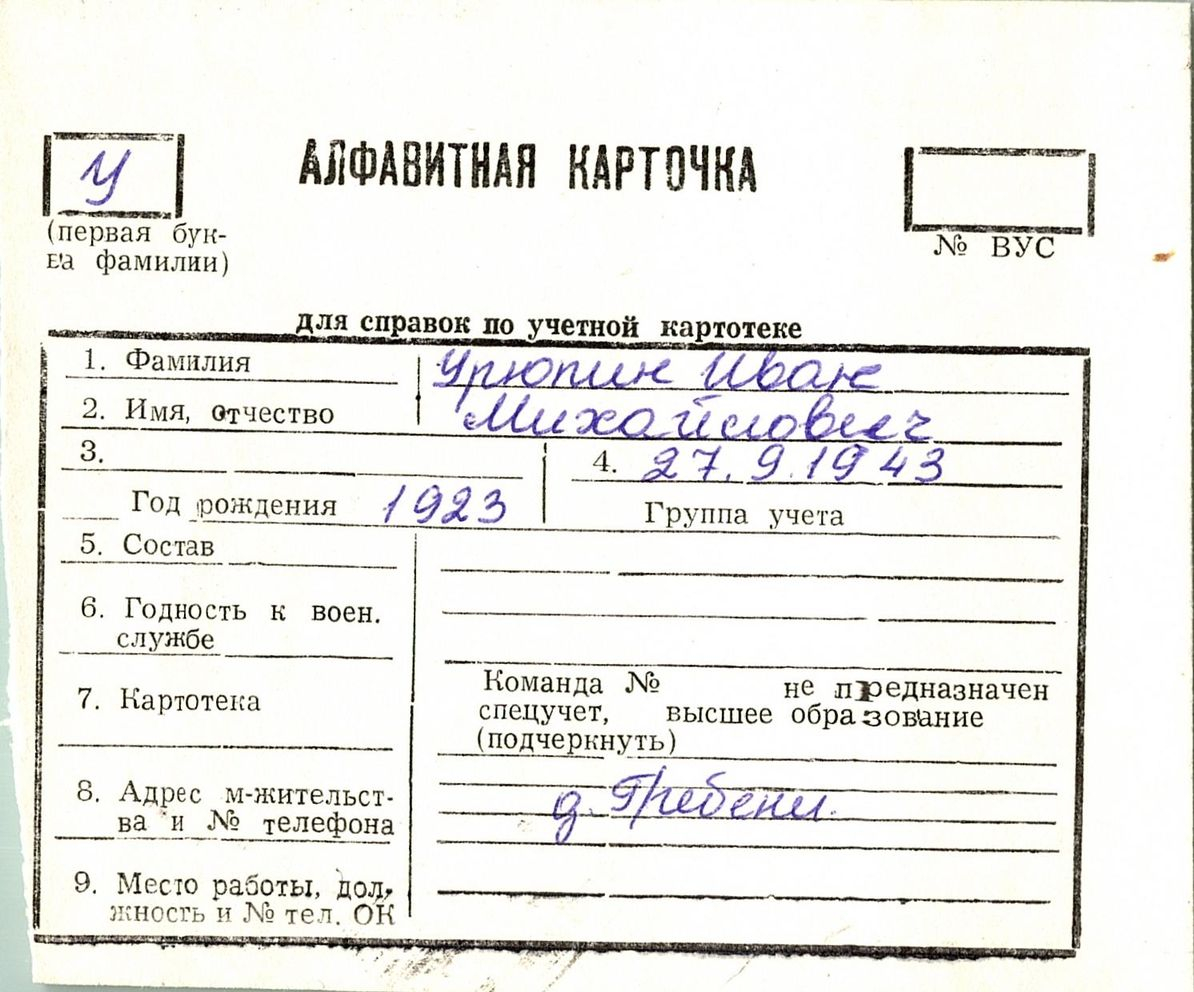 У
АЛФАВИТНАЯ КАРТОЧКА
(первая бук-
ва фамилии)
№ ВУС
для справок по учетной картотеке
1. Фамилия Урюпин Иван
2. Имя, отчество Михайлович
3.
4. 27.9.1943
Год рождения 1923
Группа учета
5. Состав
6. Годность к воен.
службе
7. Картотека
Команда № не предназначен
спецучет, высшее образование
(подчеркнуть)
8. Адрес м-жительст-
ва и № телефона
д. Гребени.
9. Место работы, дол-
жность и № тел. ОК